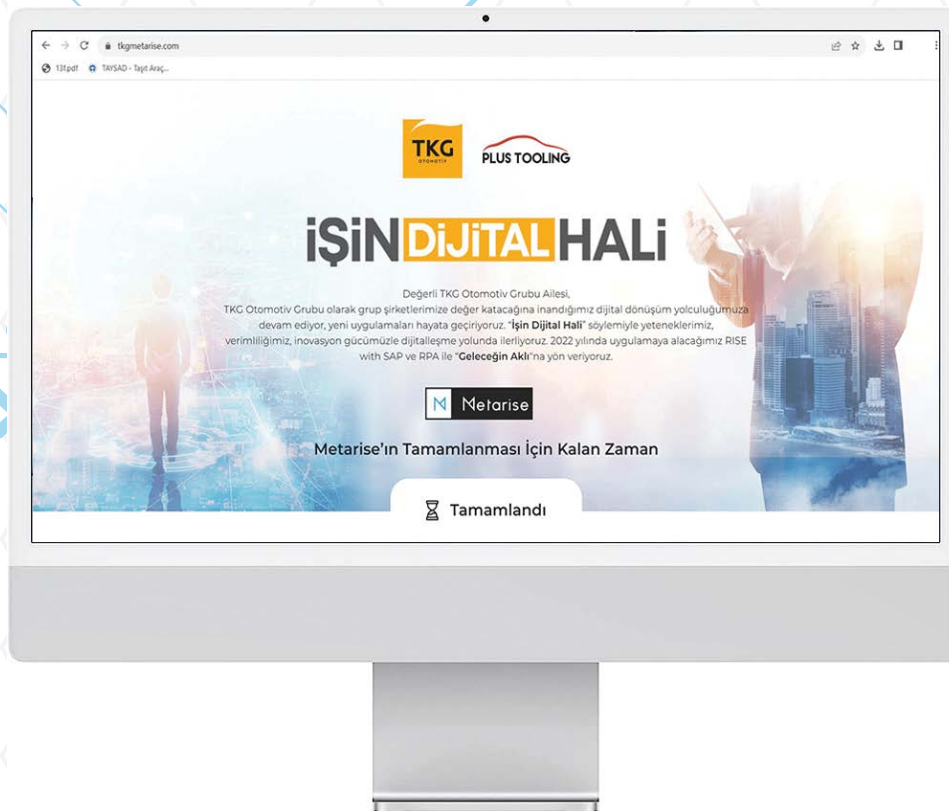 tkgmetarise.com
13f.pdf TAYSAD - Taşıt Araç...
TKG
OTOMOTİV
PLUS TOOLING
İŞİN DİJİTAL HALİ
Değerli TKG Otomotiv Grubu Ailesi,
TKG Otomotiv Grubu olarak grup şirketlerimize değer katacağına inandığımız dijital dönüşüm yolculuğumuza
devam ediyor, yeni uygulamaları hayata geçiriyoruz. "İşin Dijital Hali" söylemiyle yeteneklerimiz,
verimliliğimiz, inovasyon gücümüzle dijitalleşme yolunda ilerliyoruz. 2022 yılında uygulamaya alacağımız RISE
with SAP ve RPA ile "Geleceğin Aklı"na yön veriyoruz.
M Metarise
Metarise'ın Tamamlanması İçin Kalan Zaman
Tamamlandı